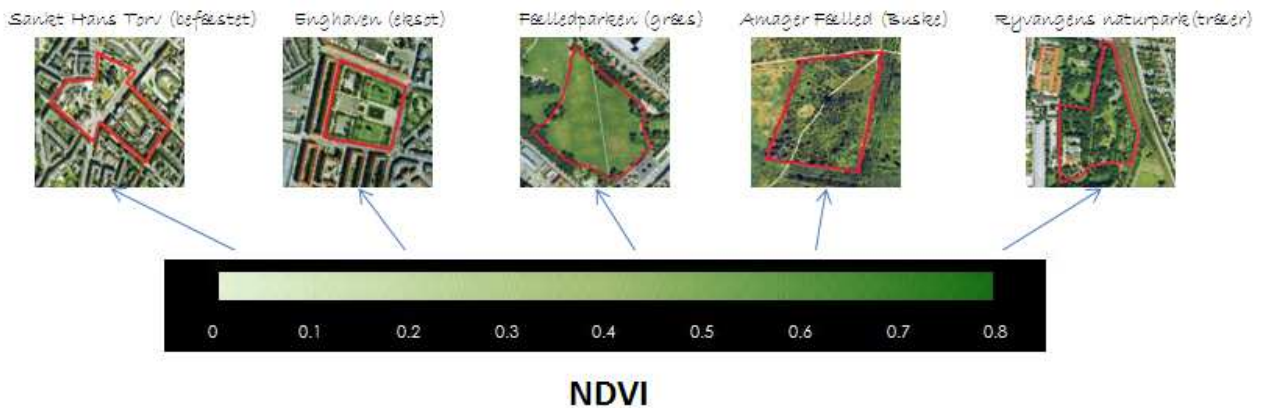 Sankt Hans Torv (befæstet) Enghaven (eksot) Fælledparken (græs) Amager Fælled (Buske) Ryvangens naturpark (træer)
0 0.1 0.2 0.3 0.4 0.5 0.6 0.7 0.8
NDVI